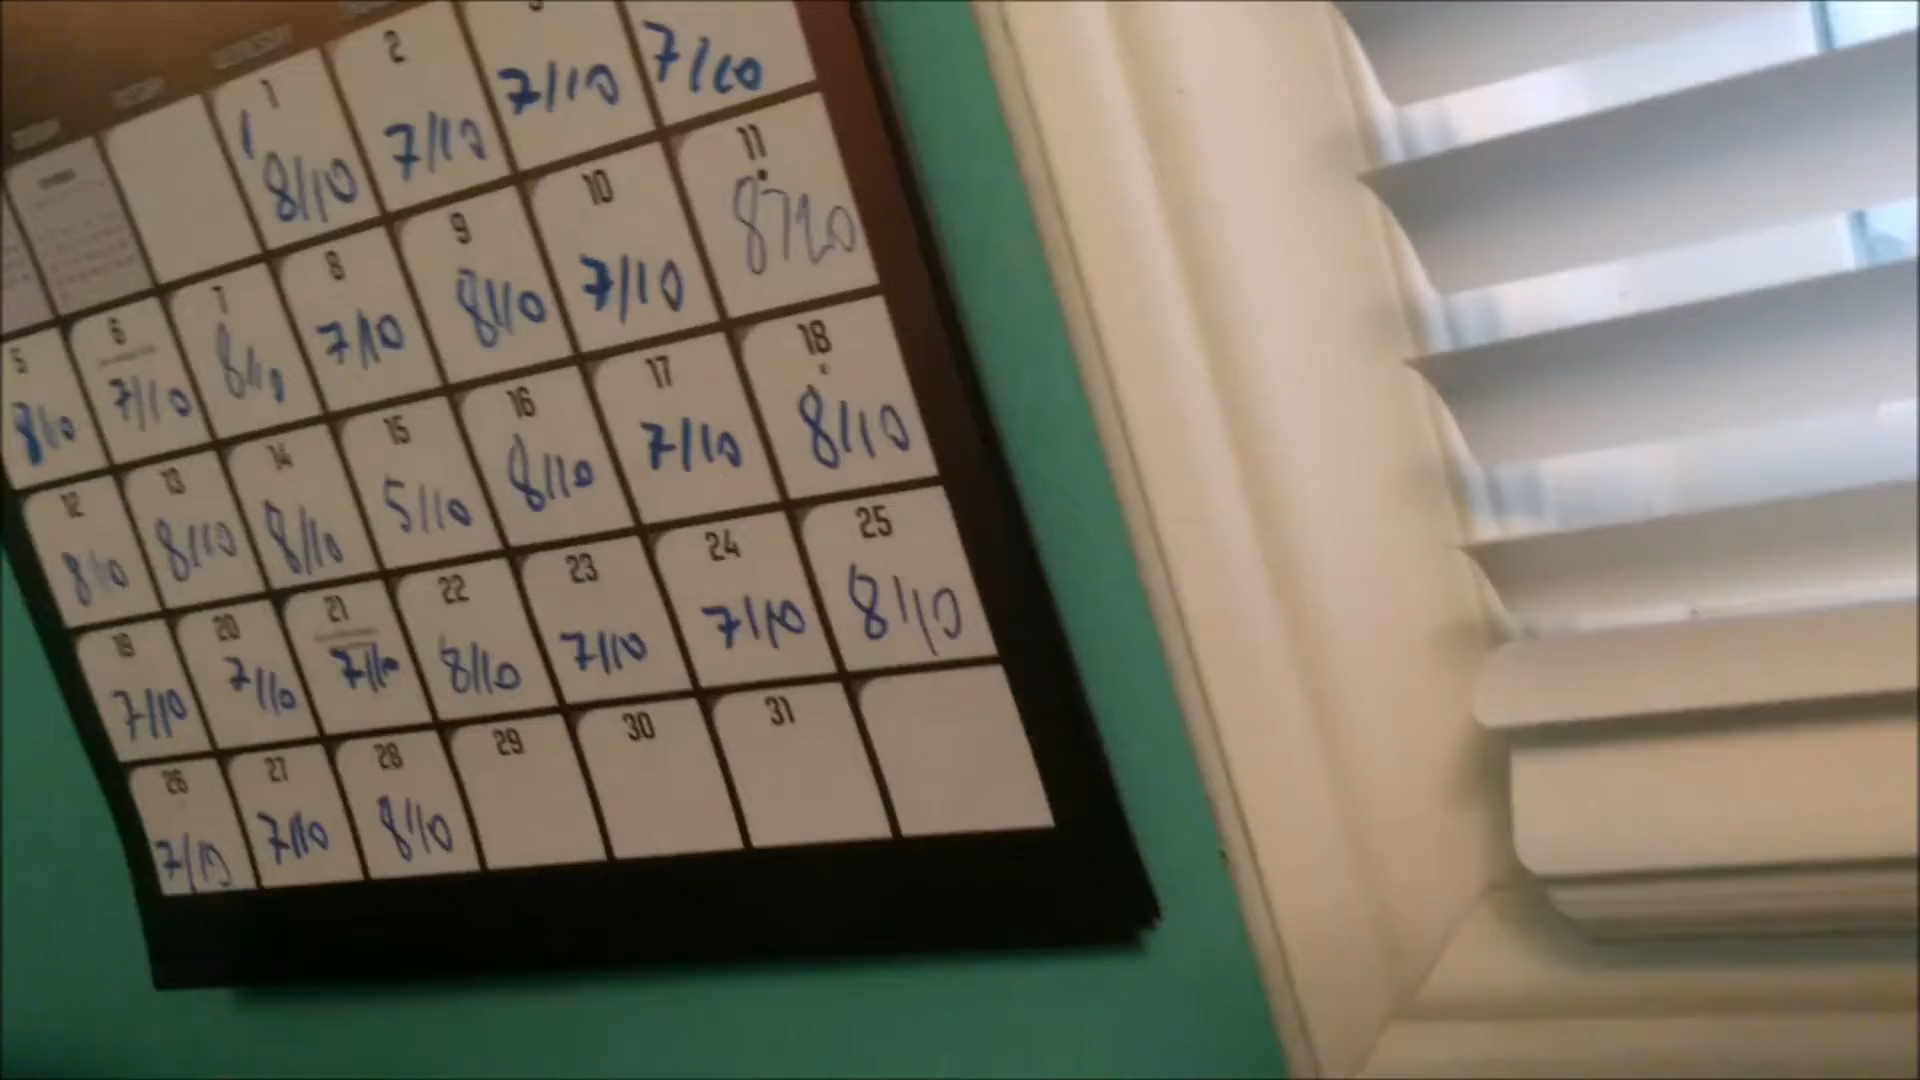 1 2 3
8/10 7/10 7/10 7/10
5 6 7 8 9 10 11
8/10 7/10 8/10 7/10 8/10 7/10 8/10
12 13 14 15 16 17 18
8/10 8/10 8/10 5/10 8/10 7/10 8/10
19 20 21 22 23 24 25
7/10 7/10 7/10 8/10 7/10 7/10 8/10
26 27 28 29 30 31
7/10 7/10 8/10